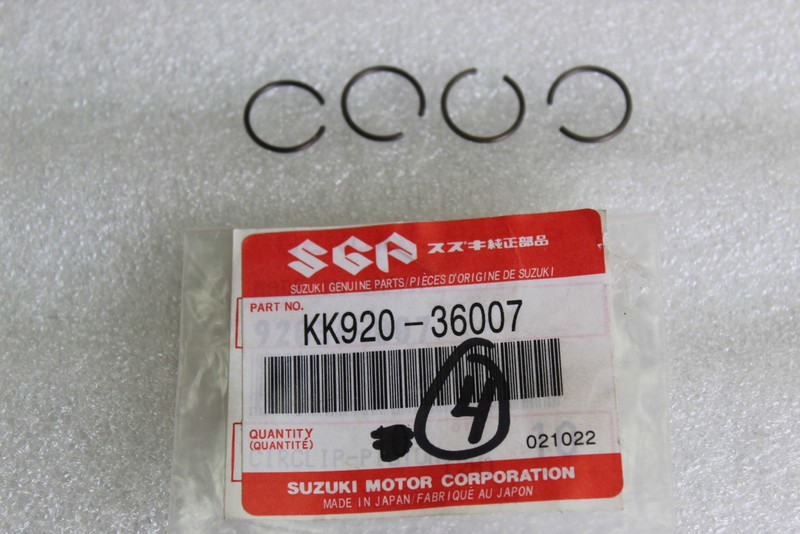 SGP スズキ純正部品
SUZUKI GENUINE PARTS/PIÈCES D'ORIGINE DE SUZUKI
PART NO.
KK920-36007
4
QUANTITY
(QUANTITÉ)
021022
SUZUKI MOTOR CORPORATION
MADE IN JAPAN/FABRIQUÉ AU JAPON